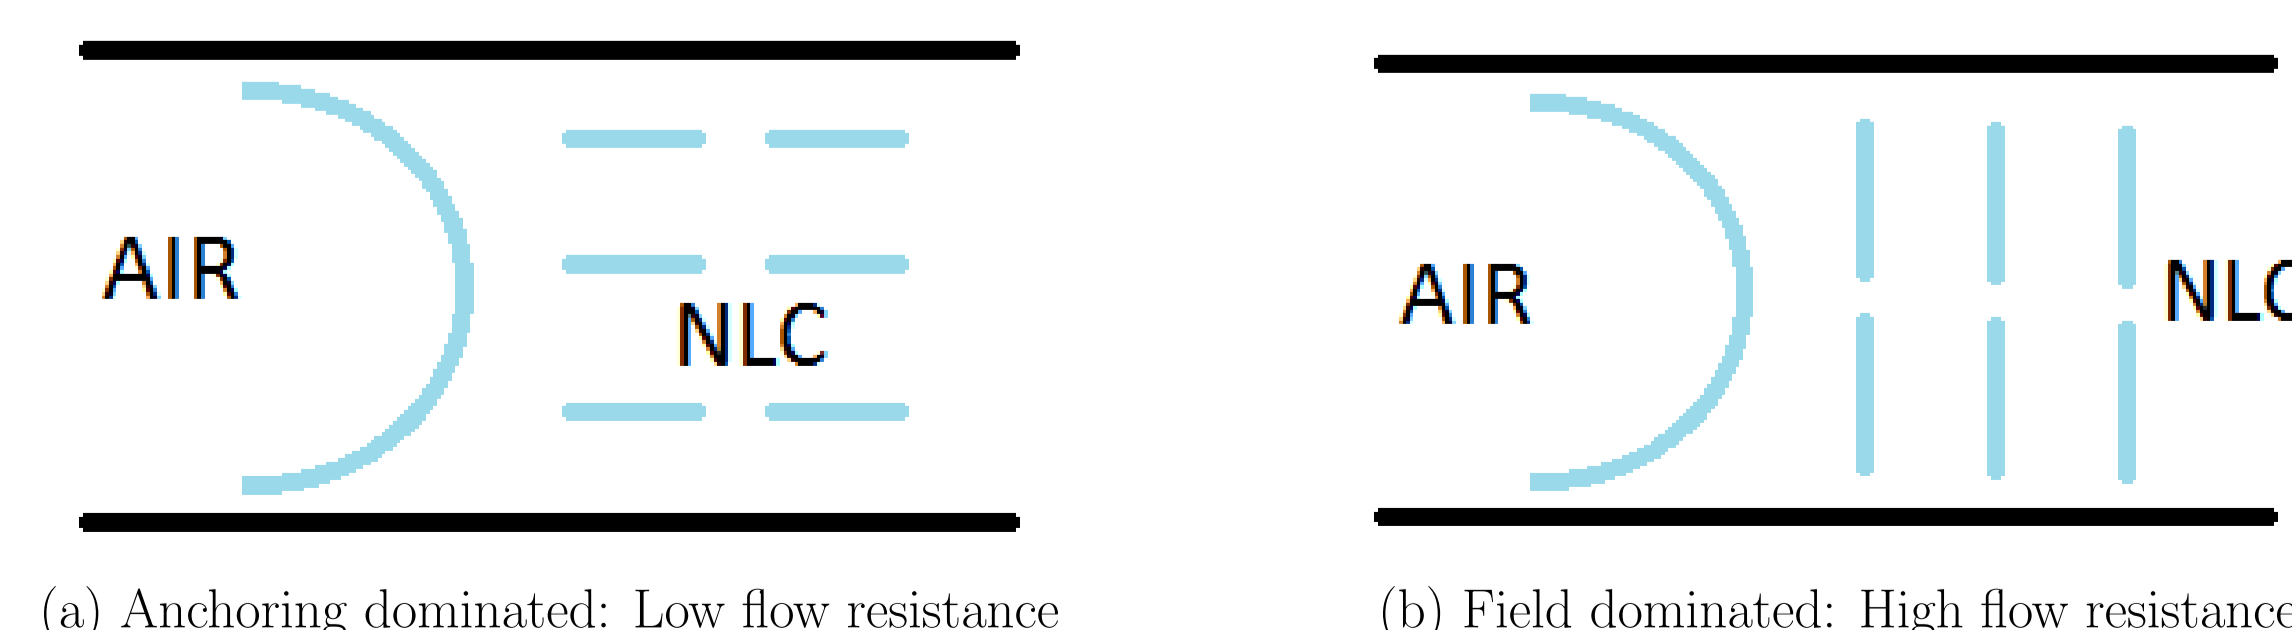 AIR
NLC
(a) Anchoring dominated: Low flow resistance
AIR
NLC
(b) Field dominated: High flow resistance